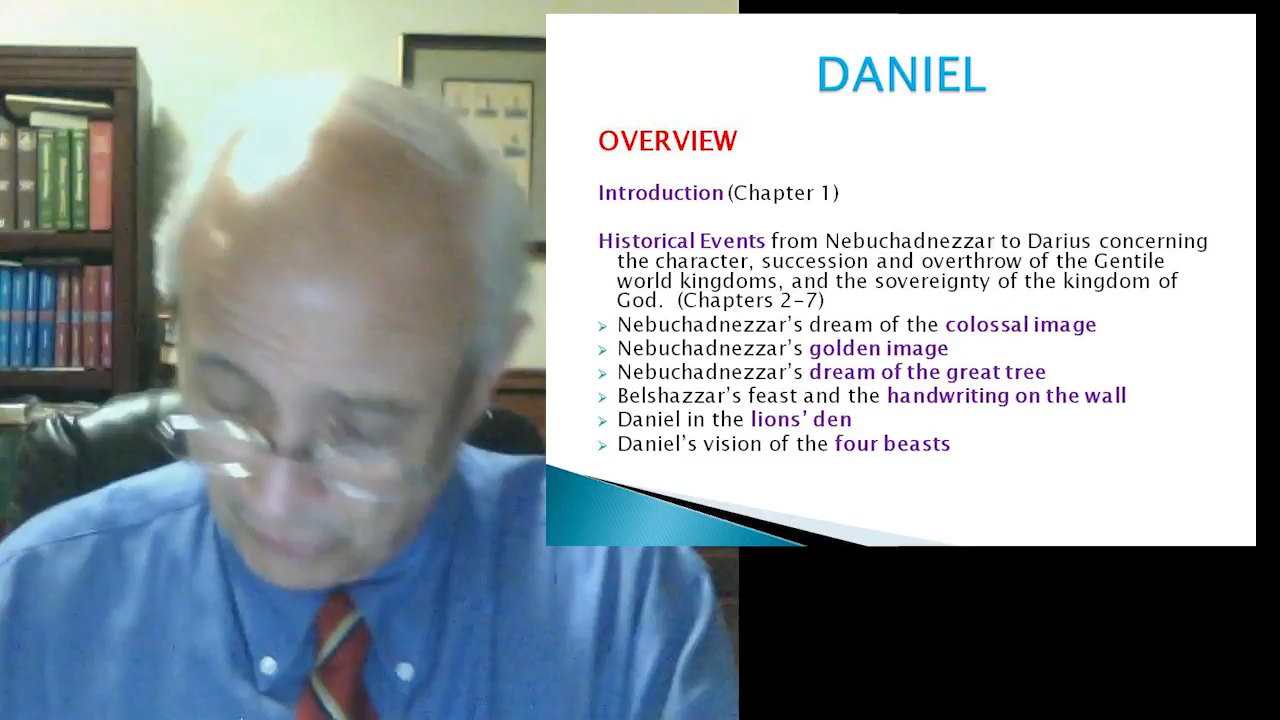 DANIEL
OVERVIEW
Introduction (Chapter 1)
Historical Events from Nebuchadnezzar to Darius concerning
the character, succession and overthrow of the Gentile
world kingdoms, and the sovereignty of the kingdom of
God.  (Chapters 2-7)
➢ Nebuchadnezzar's dream of the colossal image
➢ Nebuchadnezzar's golden image
➢ Nebuchadnezzar's dream of the great tree
➢ Belshazzar's feast and the handwriting on the wall
➢ Daniel in the lions' den
➢ Daniel's vision of the four beasts